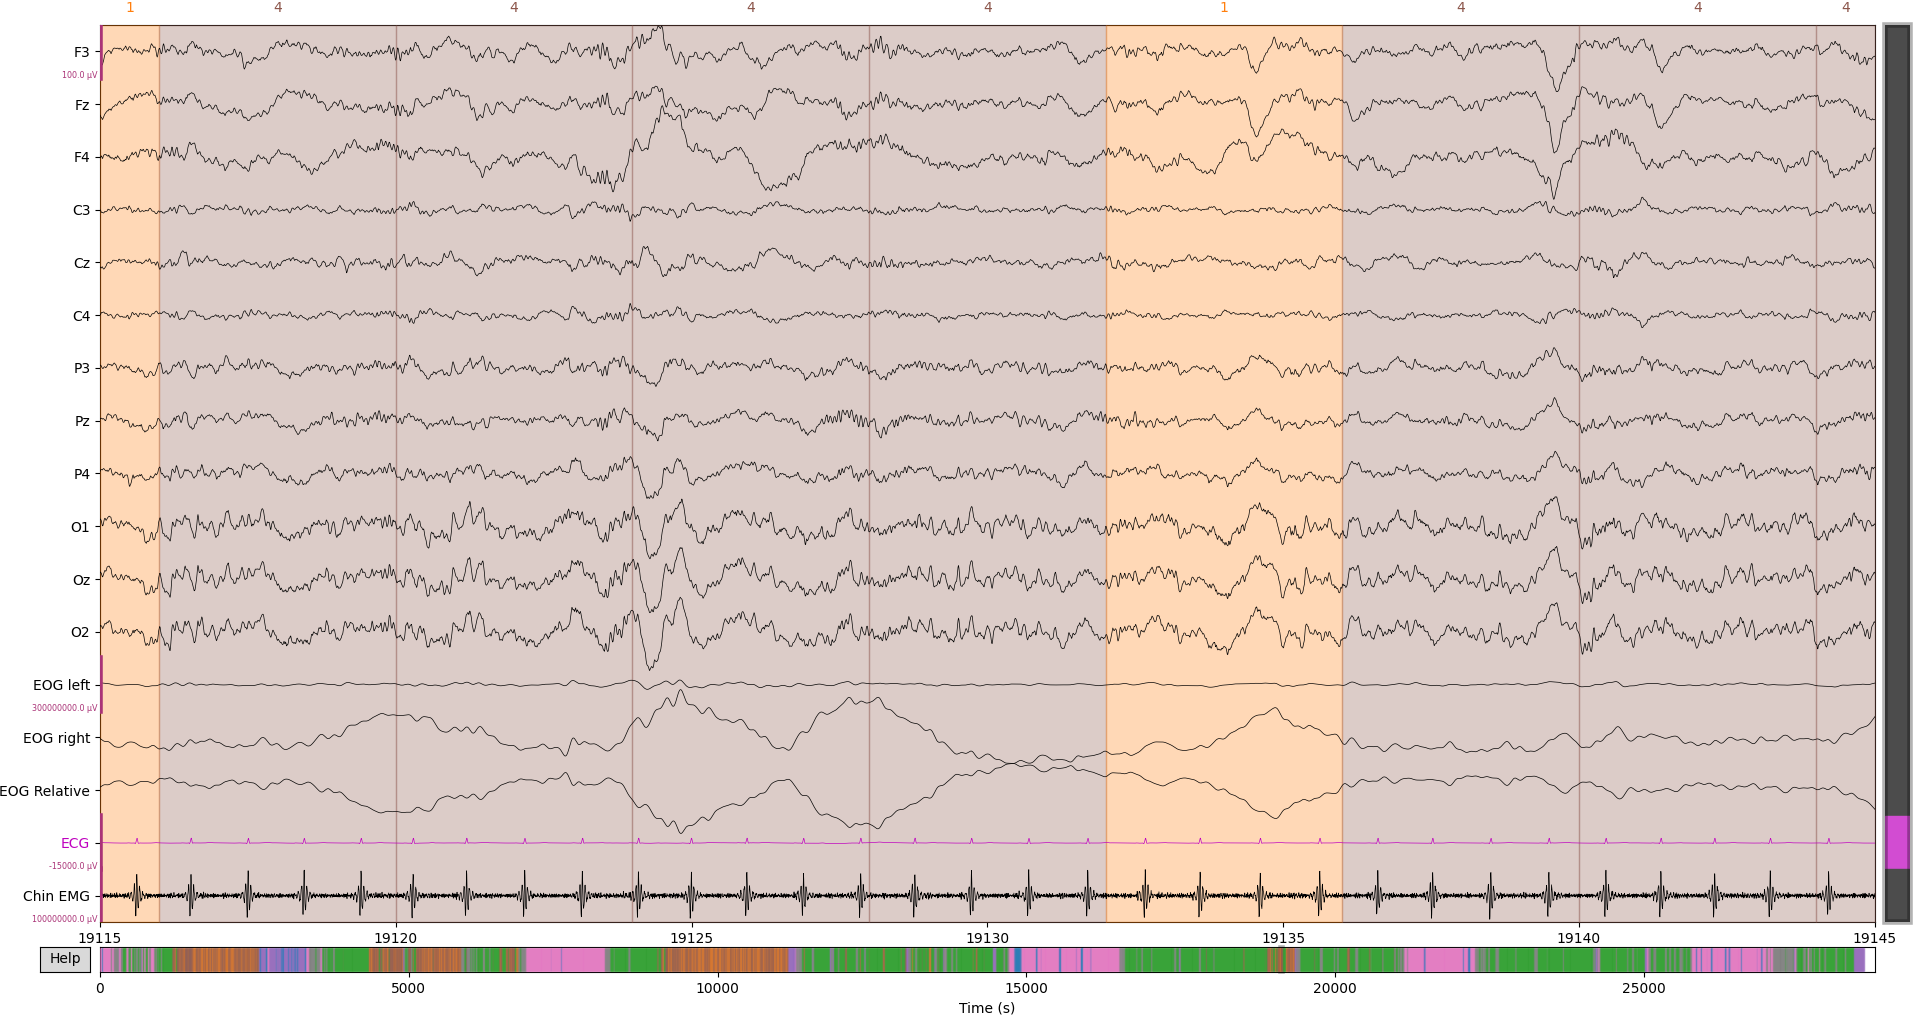 1 4 4 4 4 1 4 4 4
F3
100.0 µV
Fz
F4
C3
Cz
C4
P3
Pz
P4
O1
Oz
O2
EOG left
300000000.0 µV
EOG right
EOG Relative
ECG
-15000.0 µV
Chin EMG
100000000.0 µV
19115 19120 19125 19130 19135 19140 19145
Help
0 5000 10000 15000 20000 25000
Time (s)